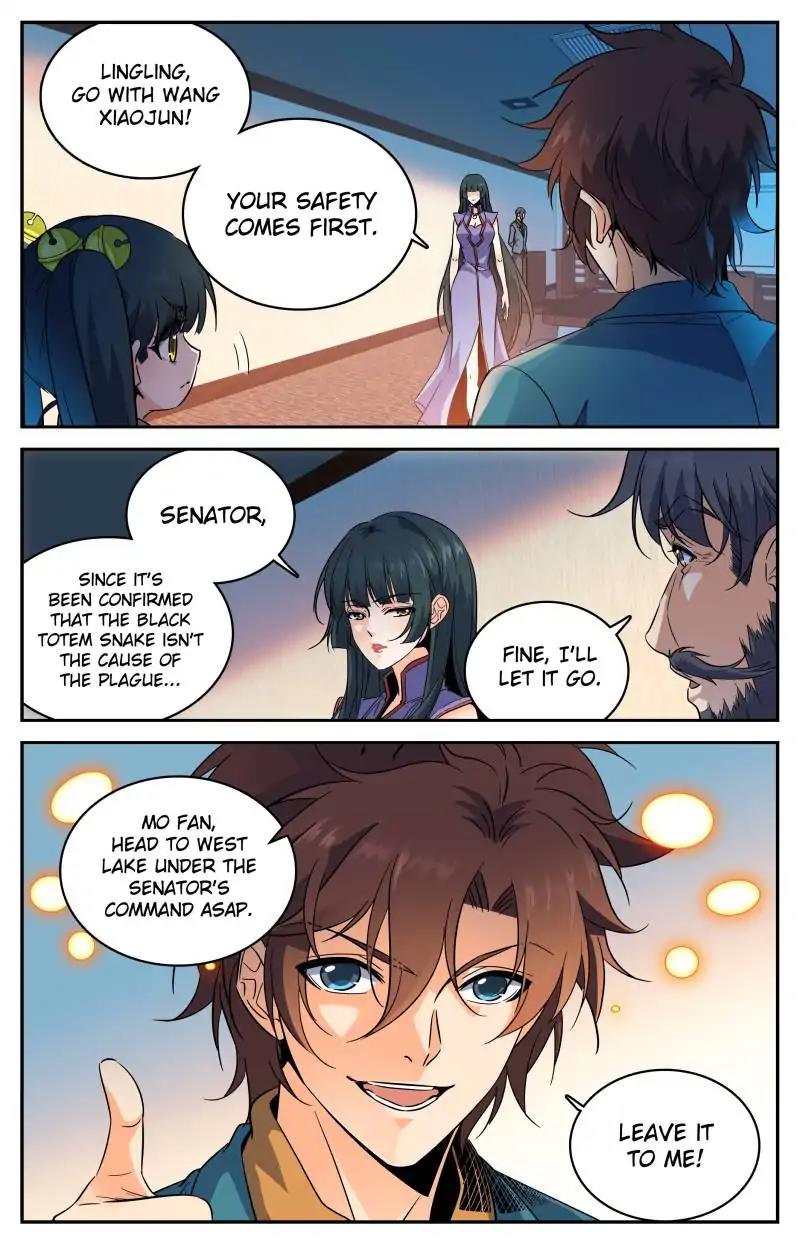 LINGLING,
GO WITH WANG
XIAOJUN!
YOUR SAFETY
COMES FIRST.
SENATOR,
SINCE IT'S
BEEN CONFIRMED
THAT THE BLACK
TOTEM SNAKE ISN'T
THE CAUSE OF
THE PLAGUE...
FINE, I'LL
LET IT GO.
MO FAN,
HEAD TO WEST
LAKE UNDER THE
SENATOR'S
COMMAND ASAP.
LEAVE IT
TO ME!